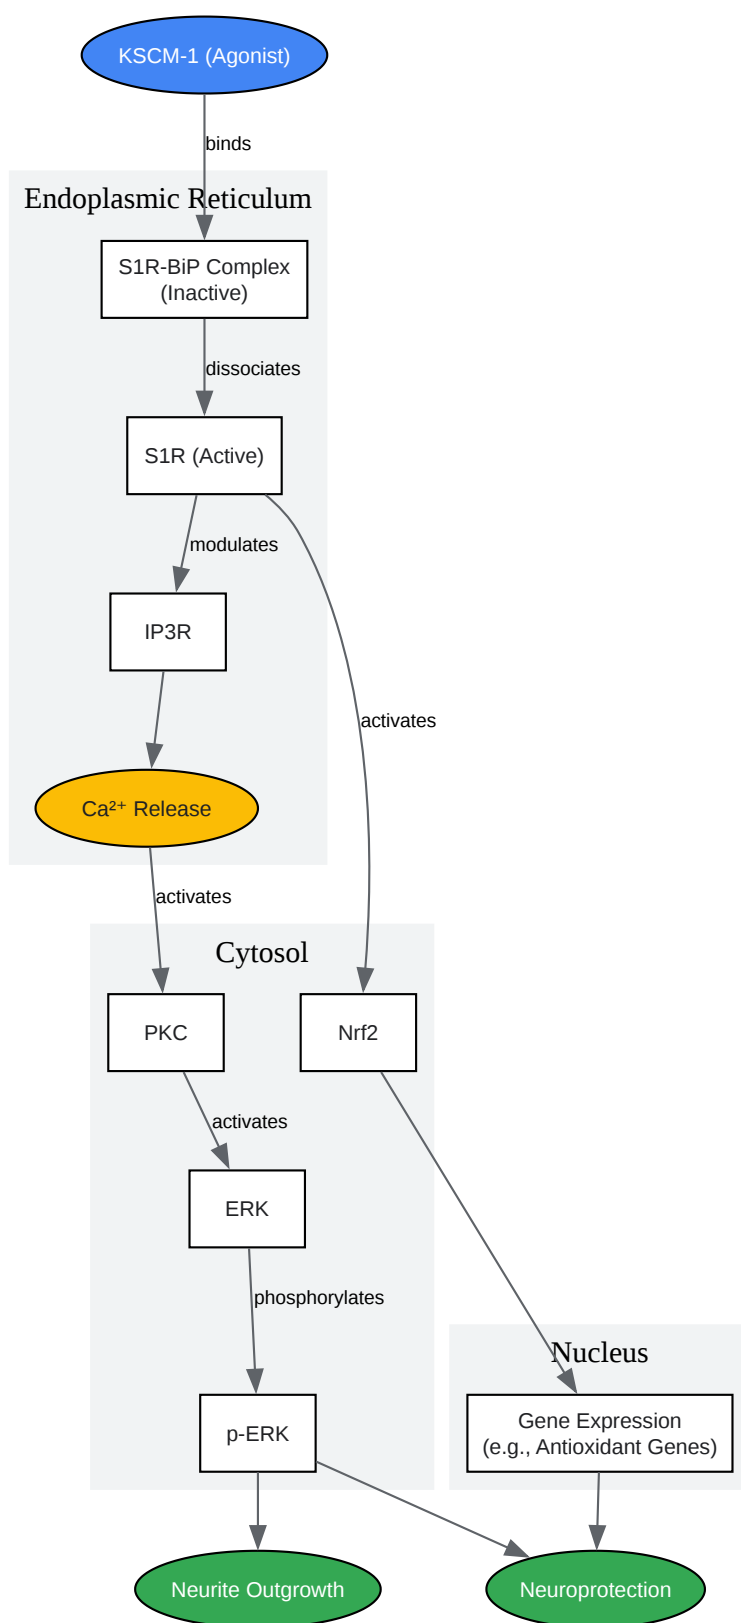 KSCM-1 (Agonist)
binds
Endoplasmic Reticulum
S1R-BiP Complex
(Inactive)
dissociates
S1R (Active)
modulates
IP3R
activates
Ca²⁺ Release
activates
Cytosol
PKC
Nrf2
activates
ERK
phosphorylates
Nucleus
p-ERK
Gene Expression
(e.g., Antioxidant Genes)
Neurite Outgrowth
Neuroprotection